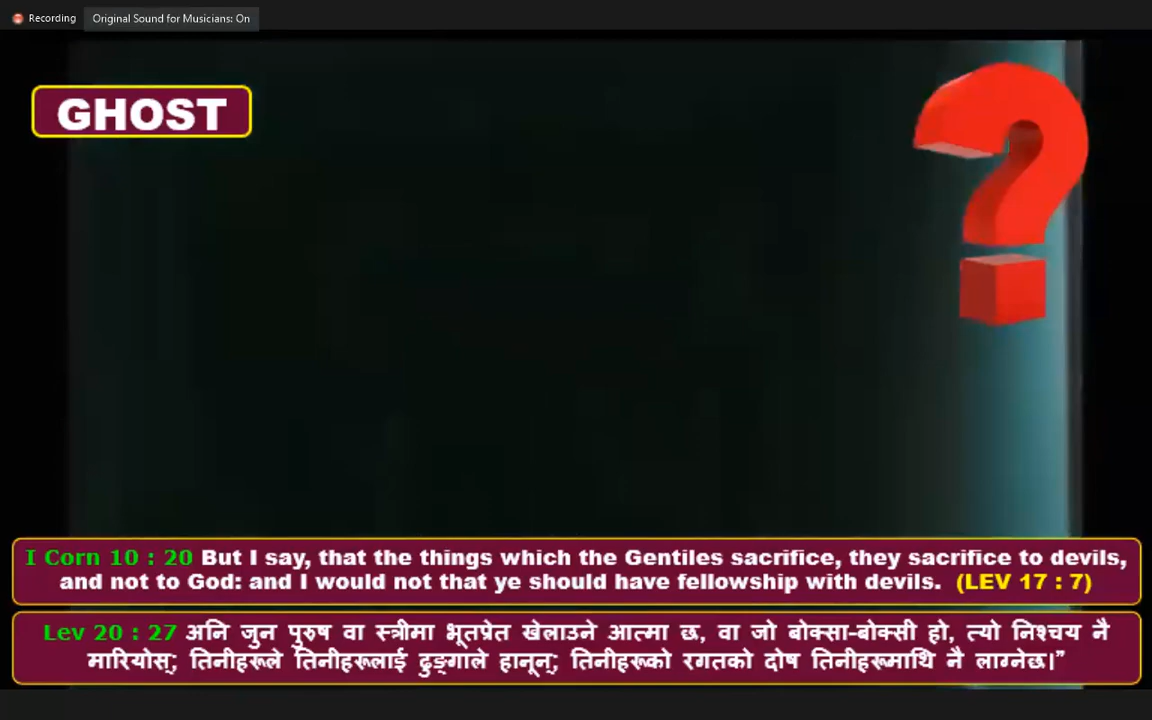 Recording
Original Sound for Musicians: On
GHOST
I Corn 10 : 20 But I say, that the things which the Gentiles sacrifice, they sacrifice to devils,
and not to God: and I would not that ye should have fellowship with devils. (LEV 17 : 7)
Lev 20 : 27 अनि जुन पुरुष वा स्त्रीमा भूतप्रेत खेलाउने आत्मा छ, वा जो बोक्सा-बोक्सी हो, त्यो निश्चय नै
मारियोस्; तिनीहरूले तिनीहरूलाई ढुङ्गाले हानून्; तिनीहरूको रगतको दोष तिनीहरूमाथि नै लाग्नेछ।”